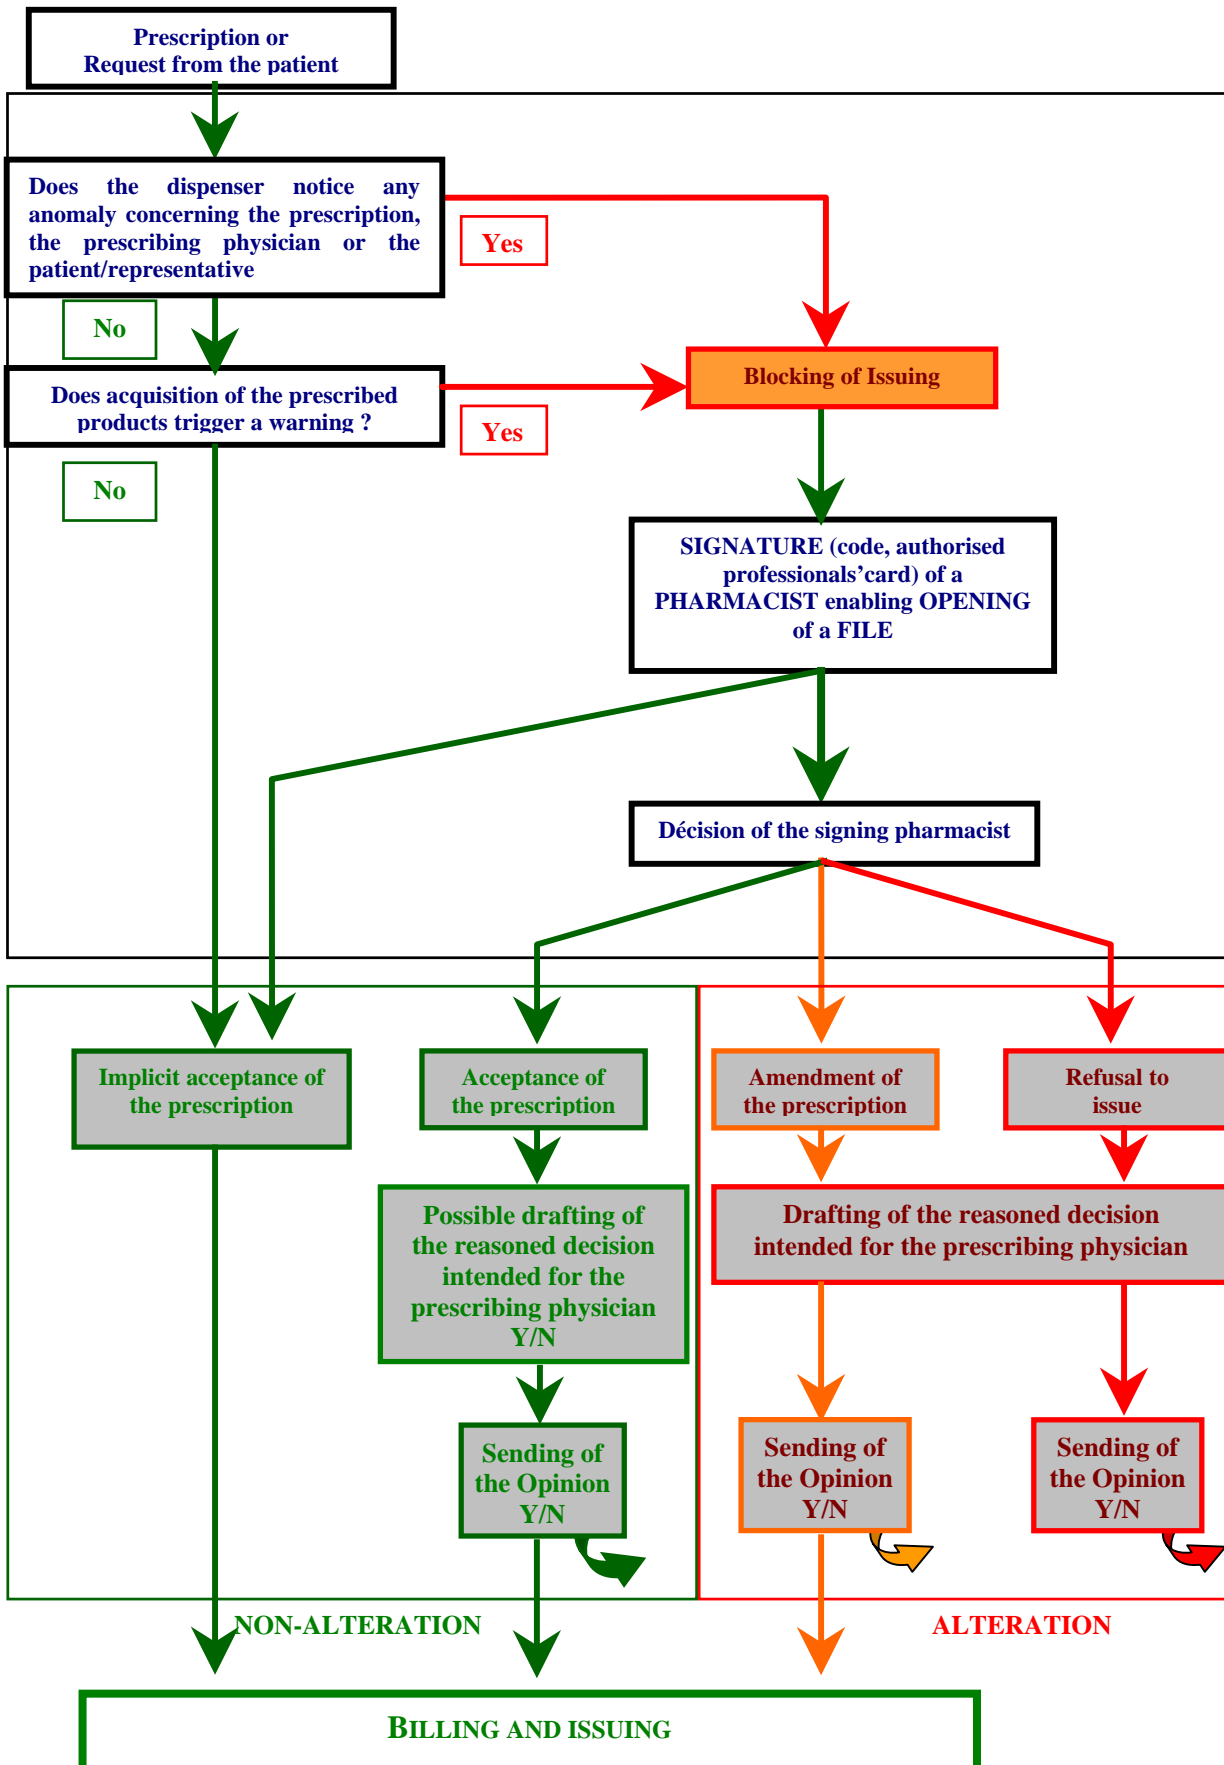 Prescription or
Request from the patient
Does the dispenser notice any
anomaly concerning the prescription,
the prescribing physician or the
patient/representative
Yes
No
Does acquisition of the prescribed
products trigger a warning ?
Blocking of Issuing
Yes
No
SIGNATURE (code, authorised
professionals’card) of a
PHARMACIST enabling OPENING
of a FILE
Décision of the signing pharmacist
Implicit acceptance of
the prescription
Acceptance of
the prescription
Amendment of
the prescription
Refusal to
issue
Possible drafting of
the reasoned decision
intended for the
prescribing physician
Y/N
Drafting of the reasoned decision
intended for the prescribing physician
Sending of
the Opinion
Y/N
Sending of
the Opinion
Y/N
Sending of
the Opinion
Y/N
NON-ALTERATION
ALTERATION
BILLING AND ISSUING